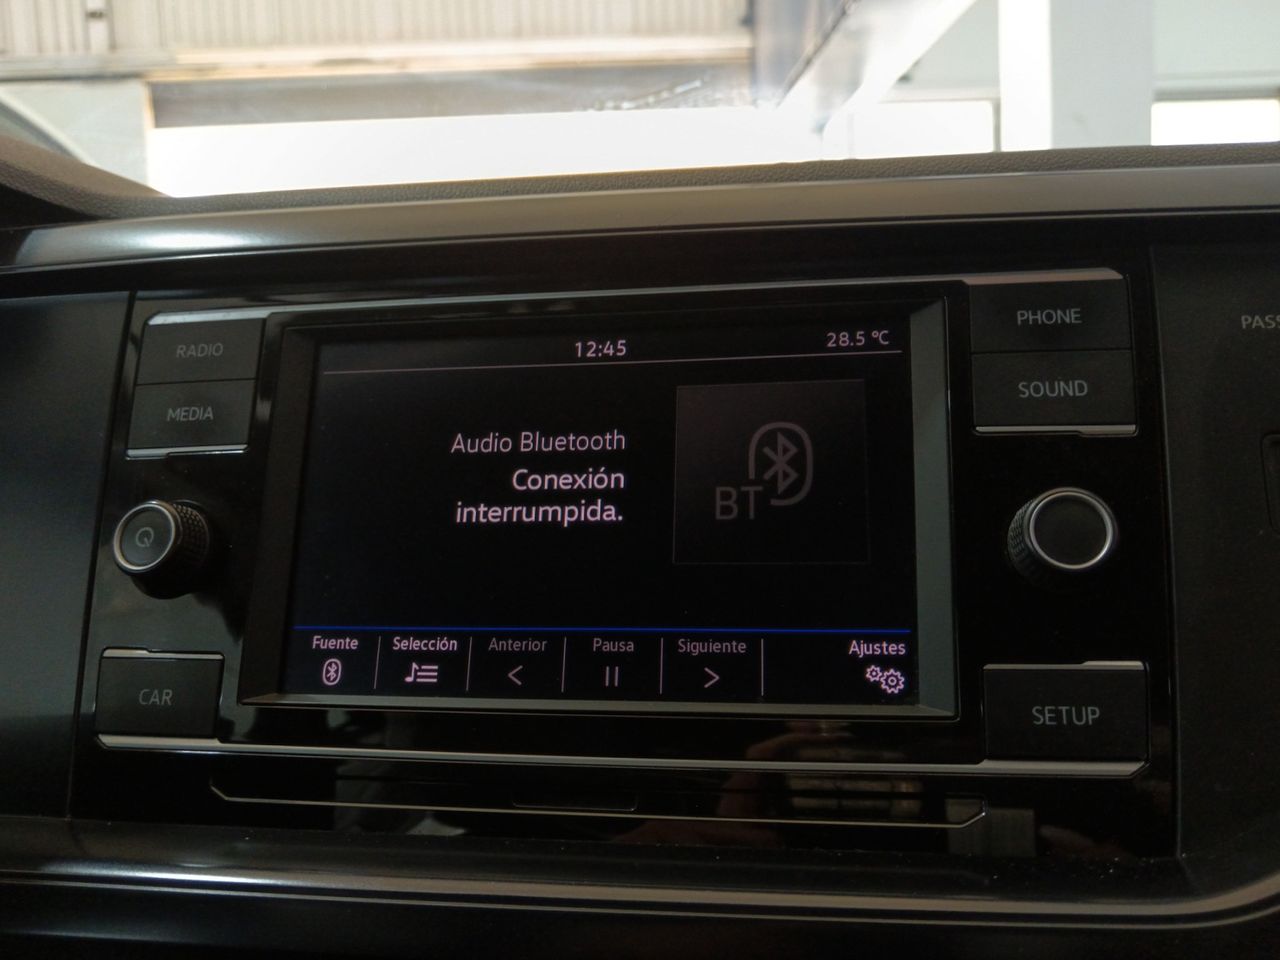 RADIO
MEDIA
12:45
28.5 °C
Audio Bluetooth
Conexión
interrumpida.
BT
PHONE
SOUND
PASS
Fuente
Selección
Anterior
Pausa
Siguiente
Ajustes
CAR
SETUP